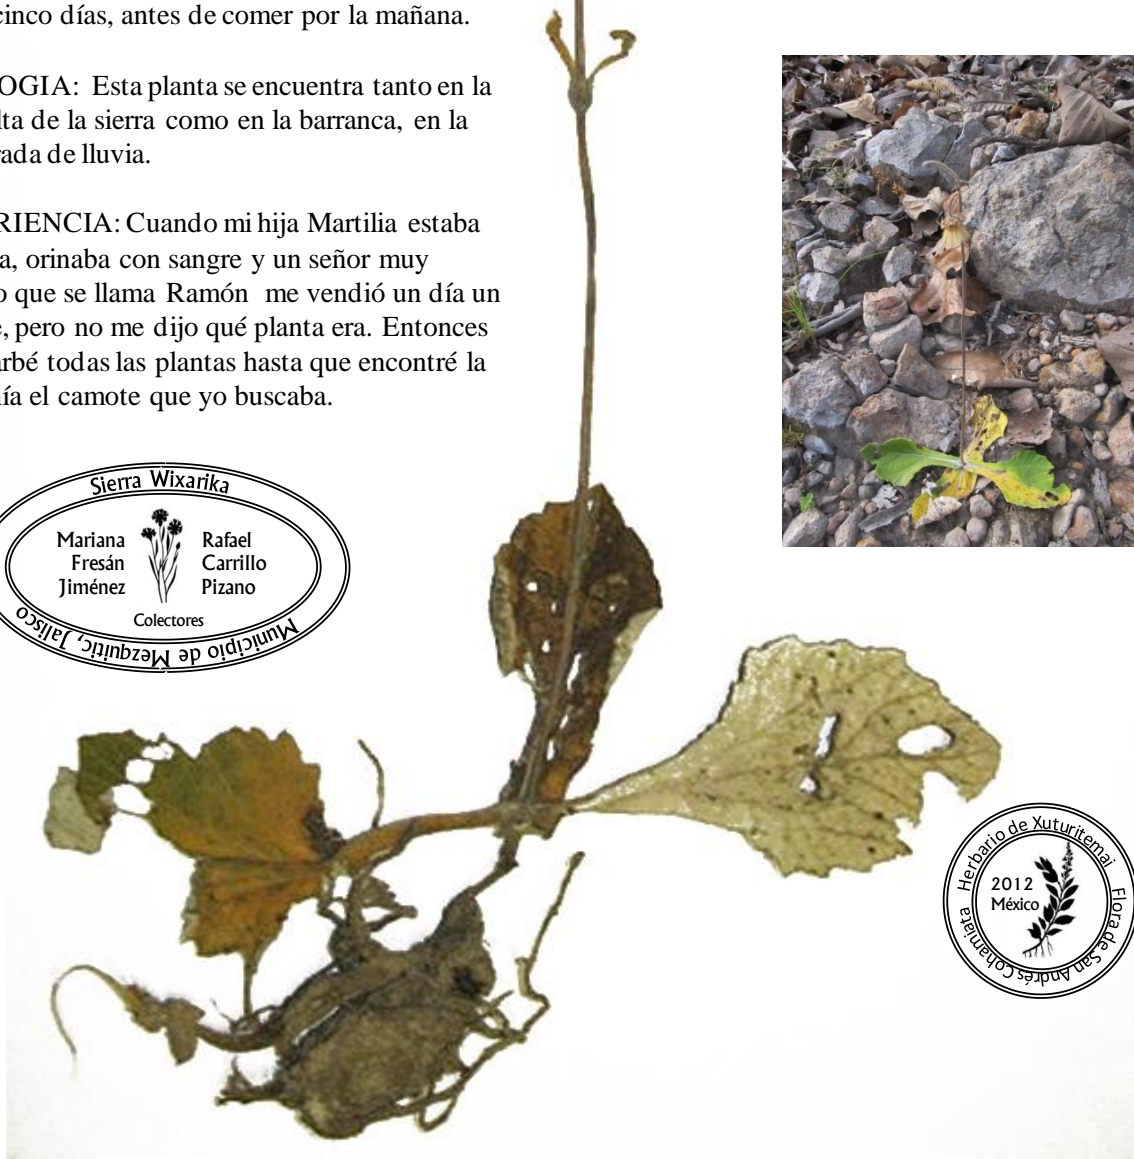 cinco días, antes de comer por la mañana.
OGIA: Esta planta se encuentra tanto en la
lta de la sierra como en la barranca, en la
rada de lluvia.
RIENCIA: Cuando mi hija Martilia estaba
a, orinaba con sangre y un señor muy
o que se llama Ramón me vendió un día un
e, pero no me dijo qué planta era. Entonces
arbé todas las plantas hasta que encontré la
nía el camote que yo buscaba.
Sierra Wixarika
Mariana
Fresán
Jiménez
Rafael
Carrillo
Pizano
Colectores
Municipio de Mezquitic, Jalisco
Herbario de Xuturitemai
2012
México
Flora de San Andrés Cohamiata